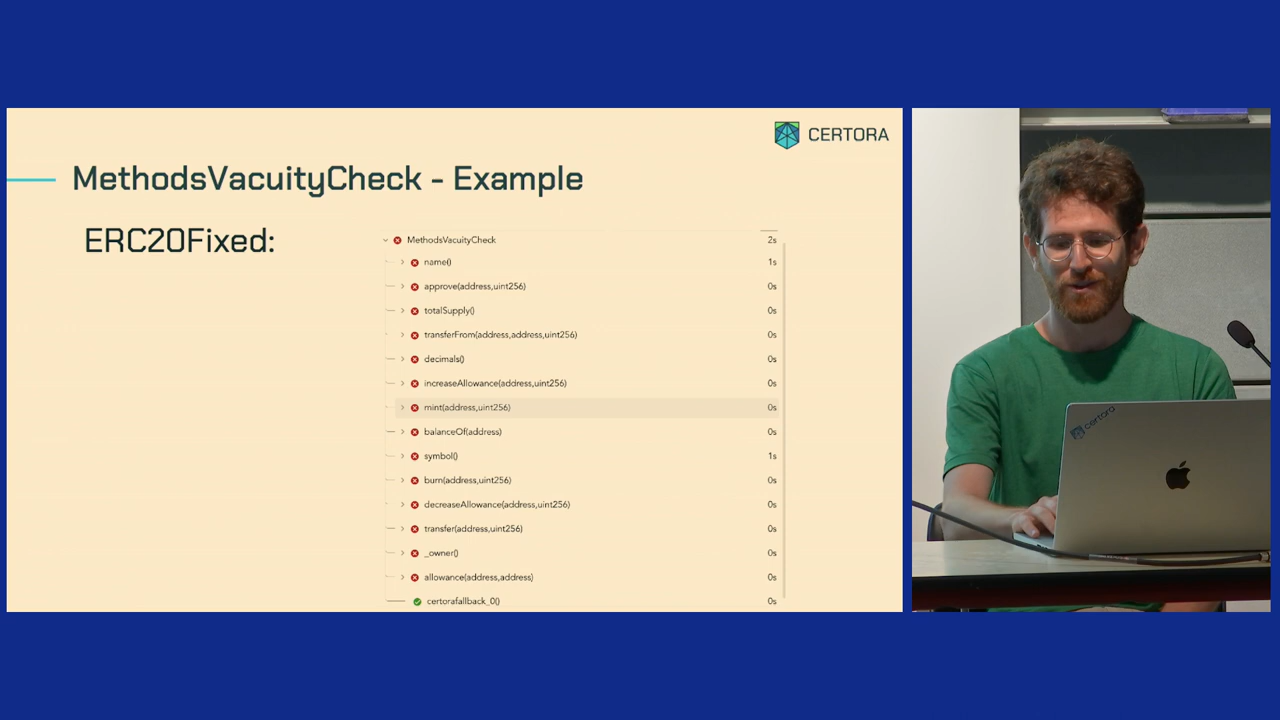 CERTORA
MethodsVacuityCheck - Example
ERC20Fixed:
MethodsVacuityCheck 2s
name() 1s
approve(address,uint256) 0s
totalSupply() 0s
transferFrom(address,address,uint256) 0s
decimals() 0s
increaseAllowance(address,uint256) 0s
mint(address,uint256) 0s
balanceOf(address) 0s
symbol() 1s
burn(address,uint256) 0s
decreaseAllowance(address,uint256) 0s
transfer(address,uint256) 0s
_owner() 0s
allowance(address,address) 0s
certorafallback_0() 0s
certora